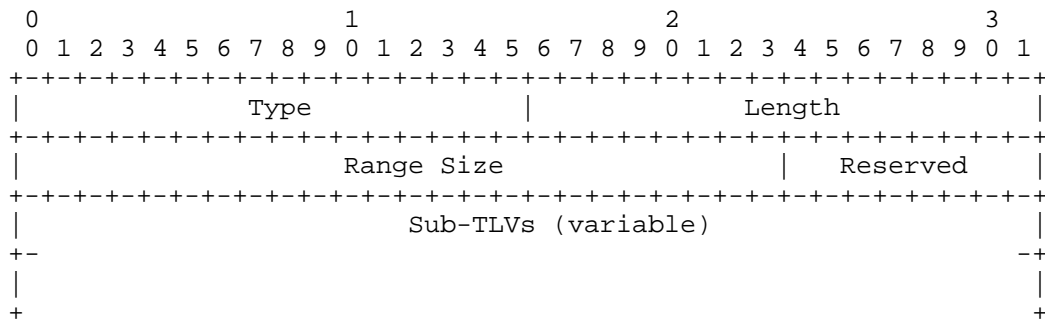 0                   1                   2                   3
 0 1 2 3 4 5 6 7 8 9 0 1 2 3 4 5 6 7 8 9 0 1 2 3 4 5 6 7 8 9 0 1
+-+-+-+-+-+-+-+-+-+-+-+-+-+-+-+-+-+-+-+-+-+-+-+-+-+-+-+-+-+-+-+-+
|              Type             |             Length            |
+-+-+-+-+-+-+-+-+-+-+-+-+-+-+-+-+-+-+-+-+-+-+-+-+-+-+-+-+-+-+-+-+
|                    Range Size                 |   Reserved    |
+-+-+-+-+-+-+-+-+-+-+-+-+-+-+-+-+-+-+-+-+-+-+-+-+-+-+-+-+-+-+-+-+
|                        Sub-TLVs (variable)                    |
+-                                                             -+
|                                                               |
+                                                               +